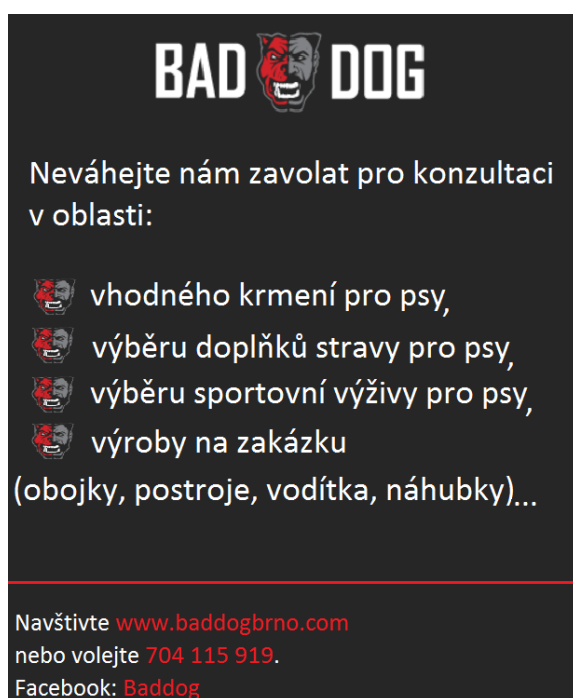 BAD DOG
Neváhejte nám zavolat pro konzultaci
v oblasti:
vhodného krmení pro psy,
výběru doplňků stravy pro psy,
výběru sportovní výživy pro psy,
výroby na zakázku
(obojky, postroje, vodítka, náhubky)...
Navštivte www.baddogbrno.com
nebo volejte 704 115 919.
Facebook: Baddog